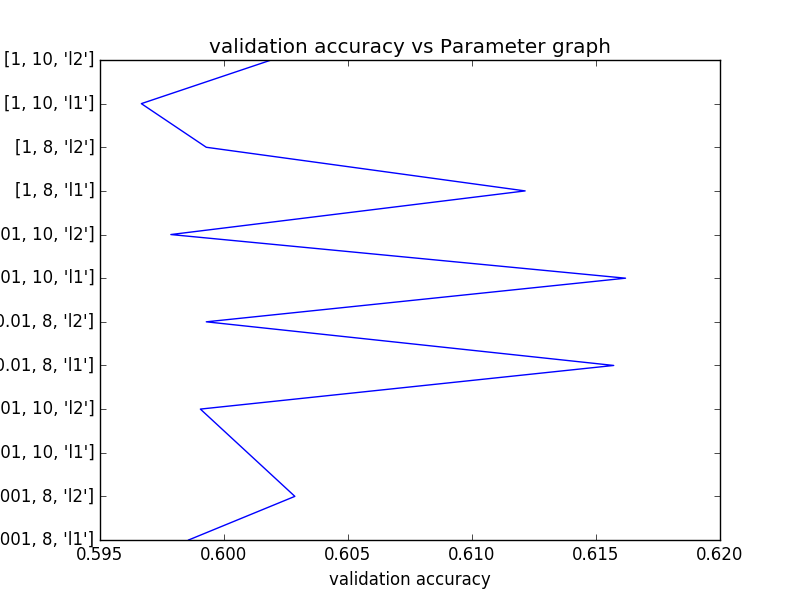 validation accuracy vs Parameter graph
[1, 10, 'l2']
[1, 10, 'l1']
[1, 8, 'l2']
[1, 8, 'l1']
01, 10, 'l2']
01, 10, 'l1']
0.01, 8, 'l2']
0.01, 8, 'l1']
01, 10, 'l2']
01, 10, 'l1']
001, 8, 'l2']
001, 8, 'l1']
0.595 0.600 0.605 0.610 0.615 0.620
validation accuracy